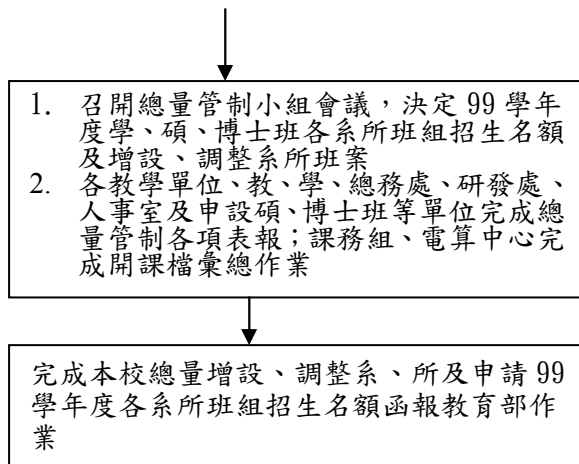 1. 召開總量管制小組會議，決定 99 學年
度學、碩、博士班各系所班組招生名額
及增設、調整系所班案
2. 各教學單位、教、學、總務處、研發處、
人事室及申設碩、博士班等單位完成總
量管制各項表報；課務組、電算中心完
成開課檔彙總作業
完成本校總量增設、調整系、所及申請 99
學年度各系所班組招生名額函報教育部作
業